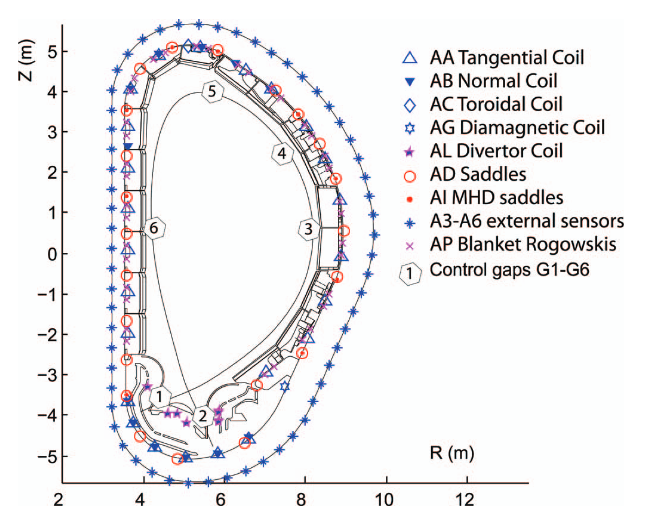 Z (m)
5
4
3
2
1
0
−1
−2
−3
−4
−5
2
4
6
8
10
12
R (m)
5
4
3
6
1
2
AA Tangential Coil
AB Normal Coil
AC Toroidal Coil
AG Diamagnetic Coil
AL Divertor Coil
AD Saddles
AI MHD saddles
A3-A6 external sensors
AP Blanket Rogowskis
1 Control gaps G1-G6